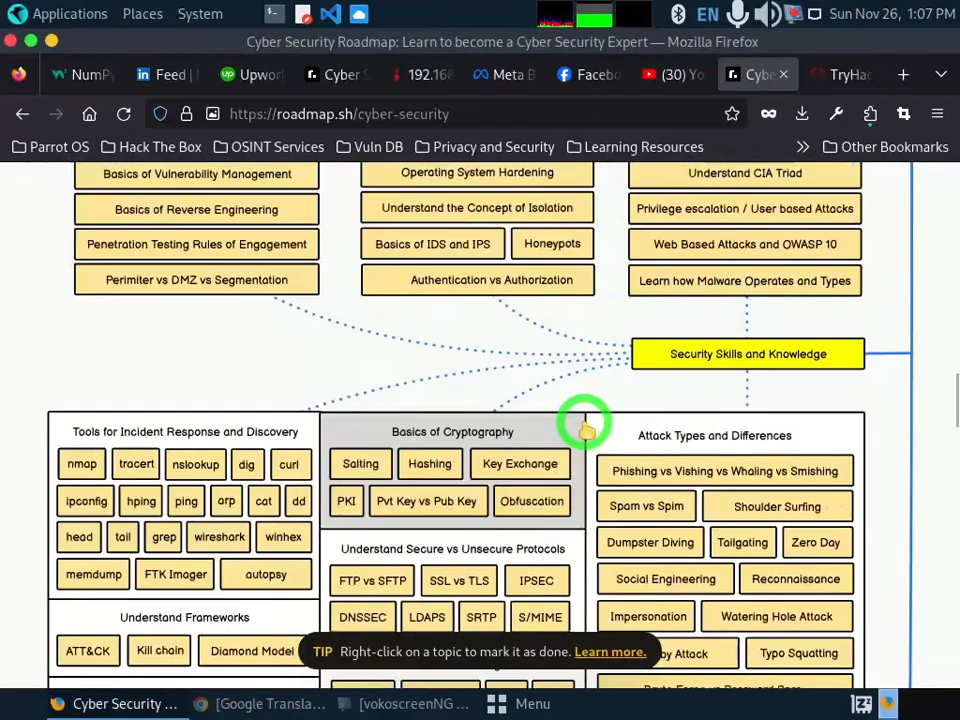 Applications Places System EN Sun Nov 26, 1:07 PM
Cyber Security Roadmap: Learn to become a Cyber Security Expert — Mozilla Firefox
NumPy Feed | Upwor Cyber S 192.168 Meta B Faceb (30) Yo Cybe TryHa
https://roadmap.sh/cyber-security
Parrot OS Hack The Box OSINT Services Vuln DB Privacy and Security Learning Resources Other Bookmarks
Basics of Vulnerability Management
Operating System Hardening
Understand CIA Triad
Basics of Reverse Engineering
Understand the Concept of Isolation
Privilege escalation / User based Attacks
Penetration Testing Rules of Engagement
Basics of IDS and IPS
Honeypots
Web Based Attacks and OWASP 10
Perimiter vs DMZ vs Segmentation
Authentication vs Authorization
Learn how Malware Operates and Types
Security Skills and Knowledge
Tools for Incident Response and Discovery
nmap tracert nslookup dig curl
ipconfig hping ping arp cat dd
head tail grep wireshark winhex
memdump FTK Imager autopsy
Understand Frameworks
ATT&CK Kill chain Diamond Model
Basics of Cryptography
Salting Hashing Key Exchange
PKI Pvt Key vs Pub Key Obfuscation
Understand Secure vs Unsecure Protocols
FTP vs SFTP SSL vs TLS IPSEC
DNSSEC LDAPS SRTP S/MIME
Attack Types and Differences
Phishing vs Vishing vs Whaling vs Smishing
Spam vs Spim Shoulder Surfing
Dumpster Diving Tailgating Zero Day
Social Engineering Reconnaissance
Impersonation Watering Hole Attack
by Attack Typo Squatting
TIP Right-click on a topic to mark it as done. Learn more.
Cyber Security ... [Google Transla... [vokoscreenNG ... Menu